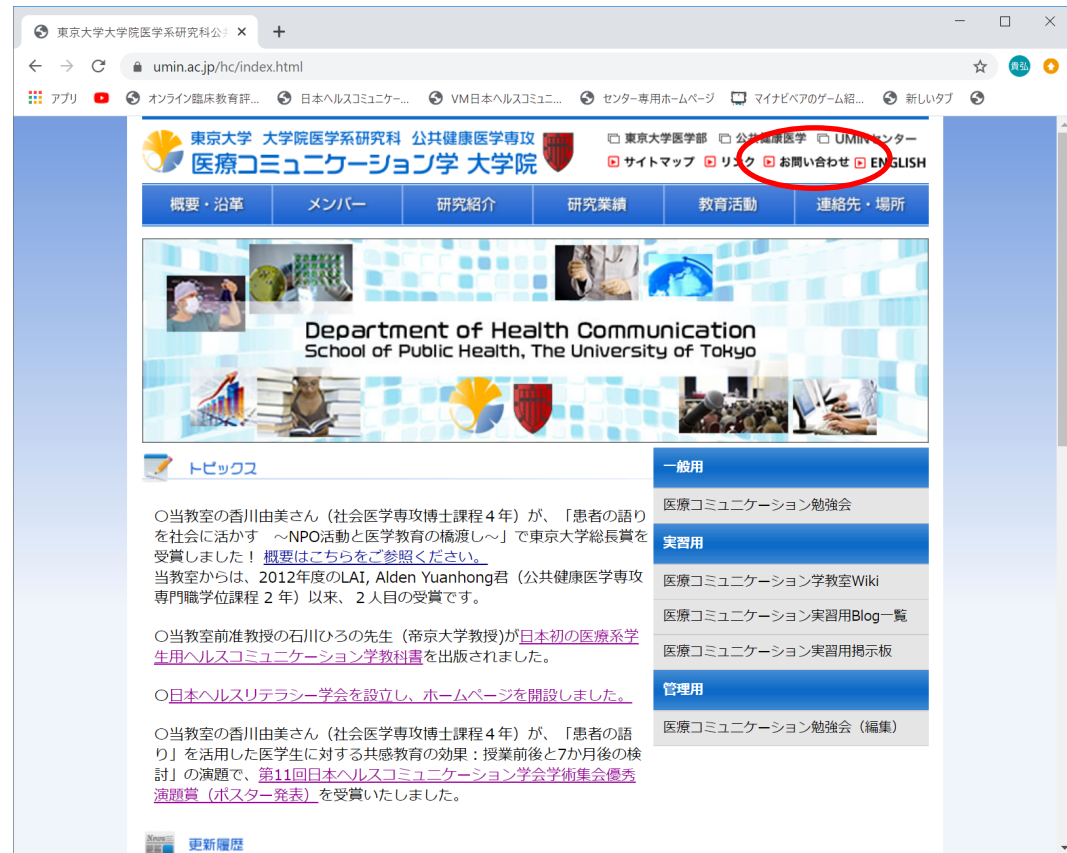 東京大学大学院医学系研究科公共
umin.ac.jp/hc/index.html
貴弘
アプリ オンライン臨床教育評... 日本ヘルスコミュニケー... VM日本ヘルスコミュニ... センター専用ホームページ マイナビベアのゲーム紹... 新しいタブ
東京大学 大学院医学系研究科 公共健康医学専攻
医療コミュニケーション学 大学院
東京大学医学部 公共健康医学 UMINセンター
サイトマップ リンク お問い合わせ ENGLISH
概要・沿革 メンバー 研究紹介 研究業績 教育活動 連絡先・場所
Department of Health Communication
School of Public Health, The University of Tokyo
トピックス
〇当教室の香川由美さん（社会医学専攻博士課程４年）が、「患者の語り
を社会に活かす　～NPO活動と医学教育の橋渡し～」で東京大学総長賞を
受賞しました！ 概要はこちらをご参照ください。
当教室からは、2012年度のLAI, Alden Yuanhong君（公共健康医学専攻
専門職学位課程２年）以来、２人目の受賞です。
〇当教室前准教授の石川ひろの先生（帝京大学教授)が日本初の医療系学
生用ヘルスコミュニケーション学教科書を出版されました。
〇日本ヘルスリテラシー学会を設立し、ホームページを開設しました。
〇当教室の香川由美さん（社会医学専攻博士課程４年）が、「患者の語
り」を活用した医学生に対する共感教育の効果：授業前後と7か月後の検
討」の演題で、第11回日本ヘルスコミュニケーション学会学術集会優秀
演題賞（ポスター発表）を受賞いたしました。
News
更新履歴
一般用
医療コミュニケーション勉強会
実習用
医療コミュニケーション学教室Wiki
医療コミュニケーション実習用Blog一覧
医療コミュニケーション実習用掲示板
管理用
医療コミュニケーション勉強会（編集）